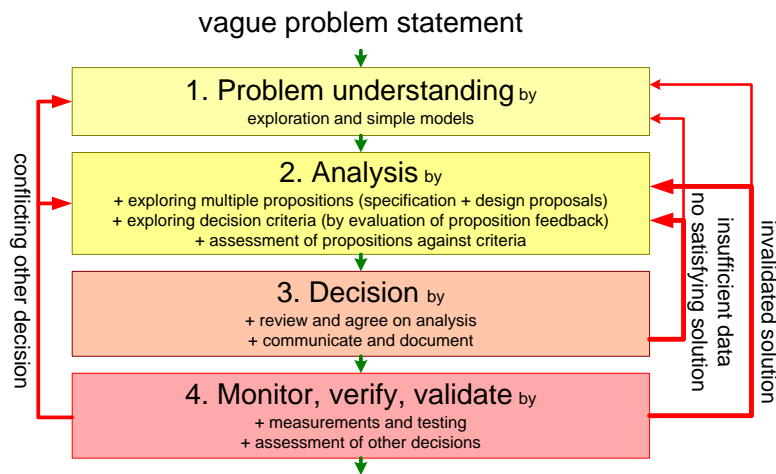 vague problem statement
1. Problem understanding by
exploration and simple models
2. Analysis by
+ exploring multiple propositions (specification + design proposals)
+ exploring decision criteria (by evaluation of proposition feedback)
+ assessment of propositions against criteria
3. Decision by
+ review and agree on analysis
+ communicate and document
4. Monitor, verify, validate by
+ measurements and testing
+ assessment of other decisions
conflicting other decision
insufficient data
no satisfying solution
invalidated solution